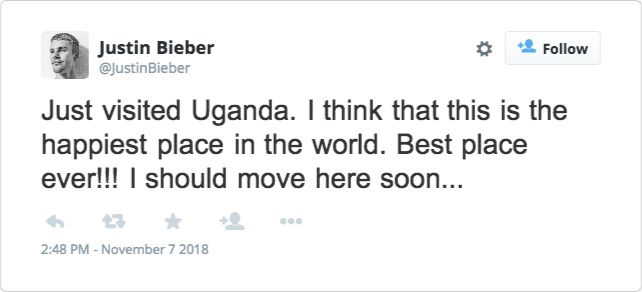 Justin Bieber
@JustinBieber
Follow
Just visited Uganda. I think that this is the
happiest place in the world. Best place
ever!!! I should move here soon...
2:48 PM - November 7 2018